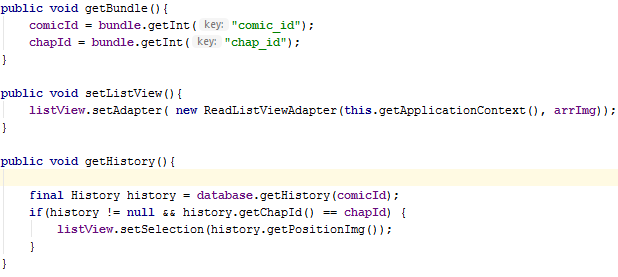 public void getBundle(){
    comicId = bundle.getInt( key: "comic_id");
    chapId = bundle.getInt( key: "chap_id");
}
public void setListView(){
    listView.setAdapter( new ReadListViewAdapter(this.getApplicationContext(), arrImg));
}
public void getHistory(){
    final History history = database.getHistory(comicId);
    if(history != null && history.getChapId() == chapId) {
        listView.setSelection(history.getPositionImg());
    }
}